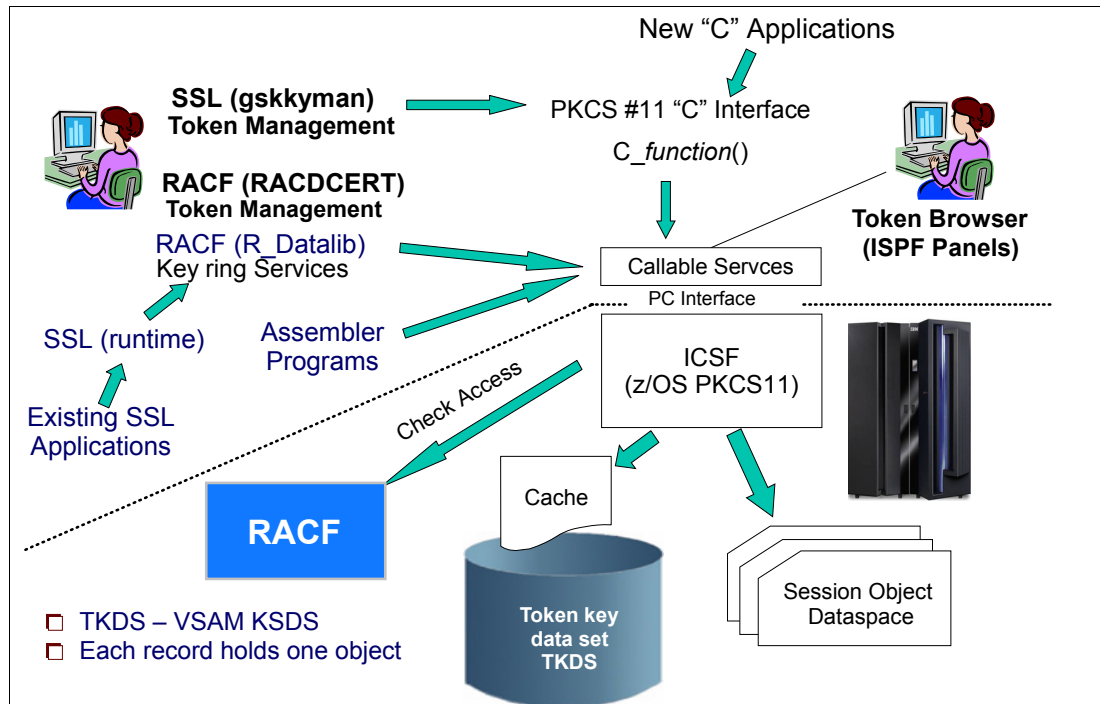 New “C” Applications
SSL (gskkyman)
Token Management
PKCS #11 “C” Interface
C_function()
RACF (RACDCERT)
Token Management
Token Browser
(ISPF Panels)
RACF (R_Datalib)
Key ring Services
Callable Servces
PC Interface
SSL (runtime)
Assembler
Programs
ICSF
(z/OS PKCS11)
Existing SSL
Applications
Check Access
Cache
RACF
Token key
data set
TKDS
Session Object
Dataspace
TKDS – VSAM KSDS
Each record holds one object